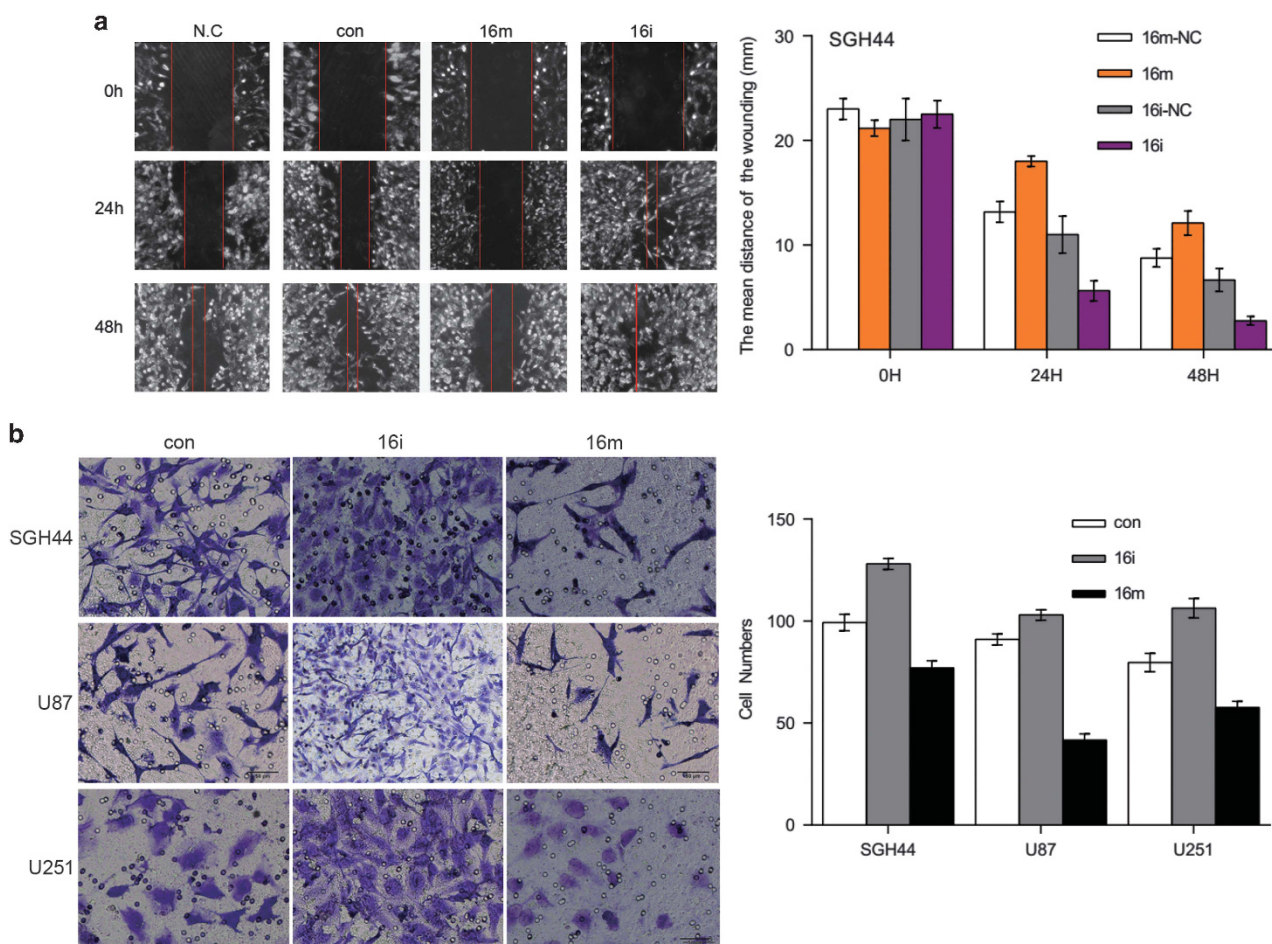 a
N.C con 16m 16i
0h
24h
48h
SGH44
16m-NC
16m
16i-NC
16i
The mean distance of the wounding (mm)
30
20
10
0
0H 24H 48H
b
con 16i 16m
SGH44
U87
U251
con
16i
16m
Cell Numbers
150
100
50
0
SGH44 U87 U251